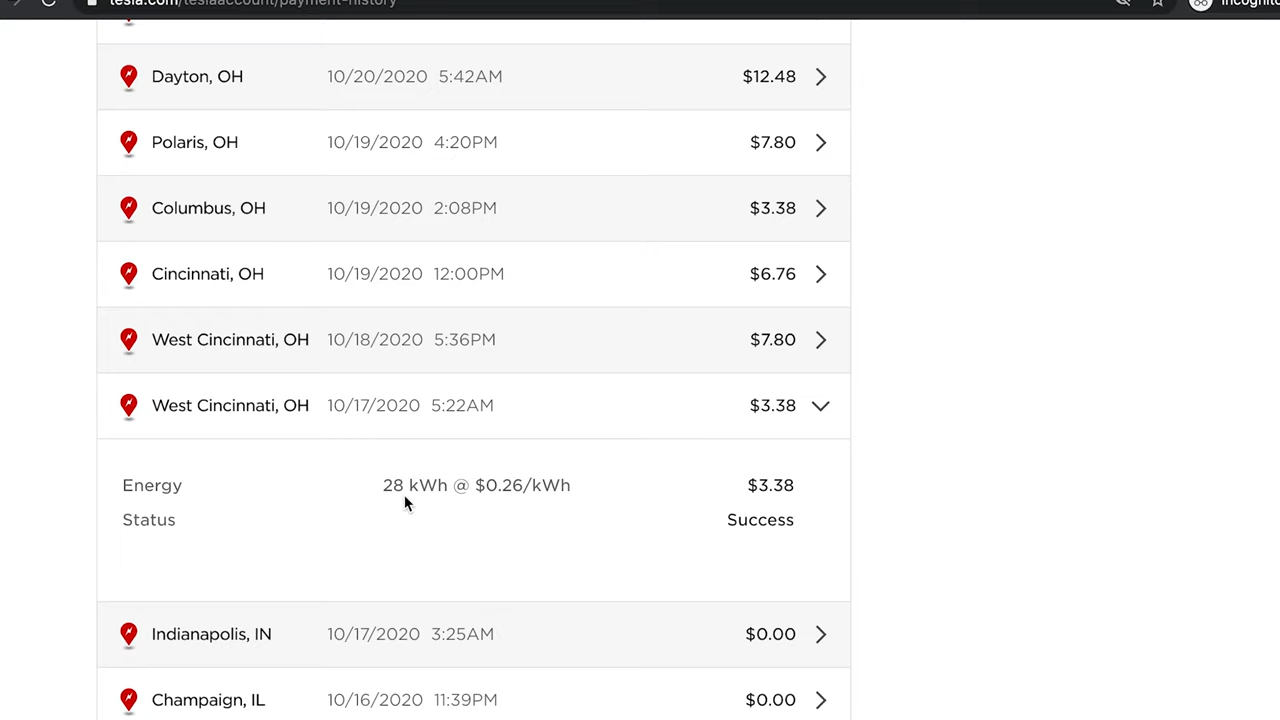 tesla.com/teslaaccount/payment-history
Incognito
Dayton, OH 10/20/2020 5:42AM $12.48
Polaris, OH 10/19/2020 4:20PM $7.80
Columbus, OH 10/19/2020 2:08PM $3.38
Cincinnati, OH 10/19/2020 12:00PM $6.76
West Cincinnati, OH 10/18/2020 5:36PM $7.80
West Cincinnati, OH 10/17/2020 5:22AM $3.38
Energy 28 kWh @ $0.26/kWh $3.38
Status Success
Indianapolis, IN 10/17/2020 3:25AM $0.00
Champaign, IL 10/16/2020 11:39PM $0.00